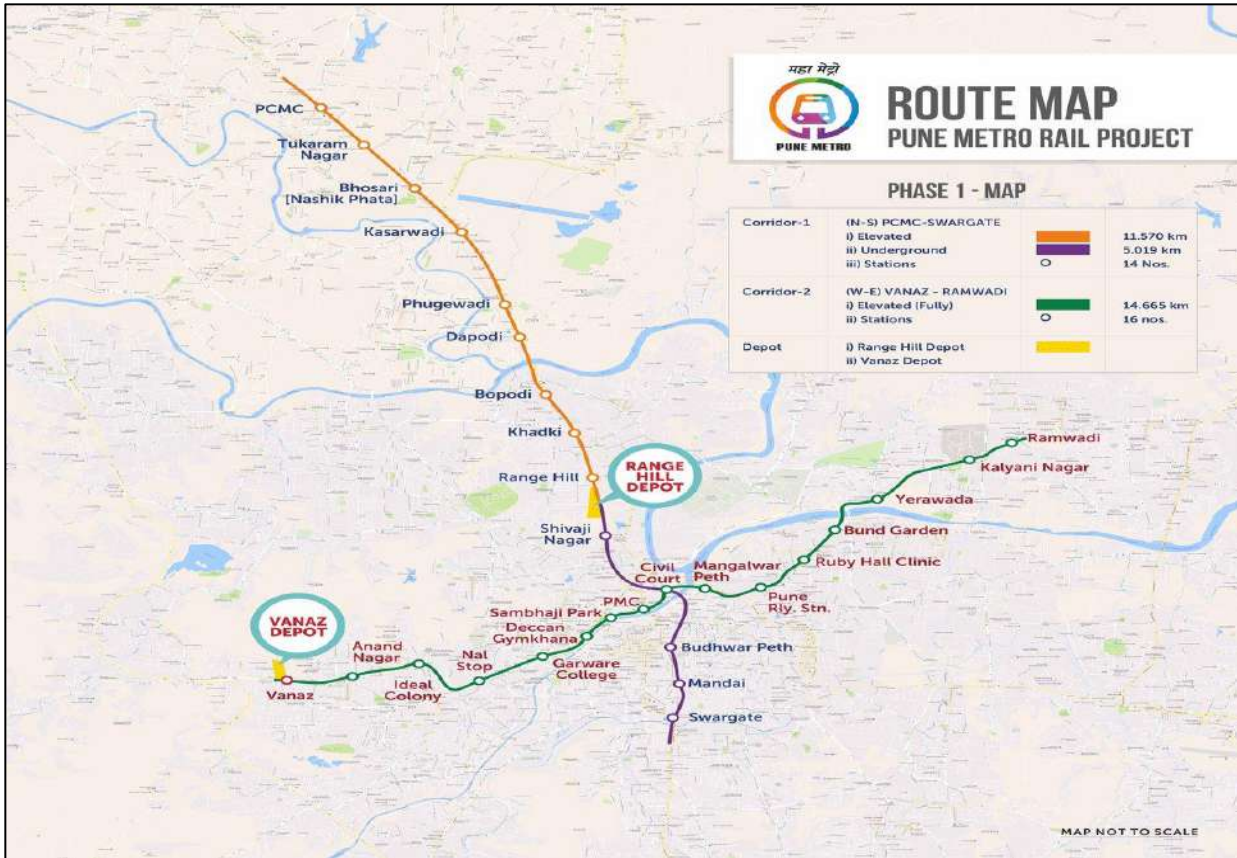 महा मेट्रो
PUNE METRO
ROUTE MAP
PUNE METRO RAIL PROJECT
PHASE 1 - MAP
Corridor-1 (N-S) PCMC-SWARGATE
i) Elevated 11.570 km
ii) Underground 5.019 km
iii) Stations 14 Nos.
Corridor-2 (W-E) VANAZ - RAMWADI
i) Elevated (Fully) 14.665 km
ii) Stations 16 nos.
Depot i) Range Hill Depot
ii) Vanaz Depot
PCMC
Tukaram
Nagar
Bhosari
[Nashik Phata]
Kasarwadi
Phugewadi
Dapodi
Bopodi
Khadki
Range Hill
RANGE
HILL
DEPOT
Shivaji
Nagar
Ramwadi
Kalyani Nagar
Yerawada
Bund Garden
Ruby Hall Clinic
Pune
Rly. Stn.
Mangalwar
Peth
Civil
Court
PMC
Sambhaji Park
Deccan
Gymkhana
Garware
College
Nal
Stop
Ideal
Colony
Anand
Nagar
VANAZ
DEPOT
Vanaz
Budhwar Peth
Mandai
Swargate
MAP NOT TO SCALE